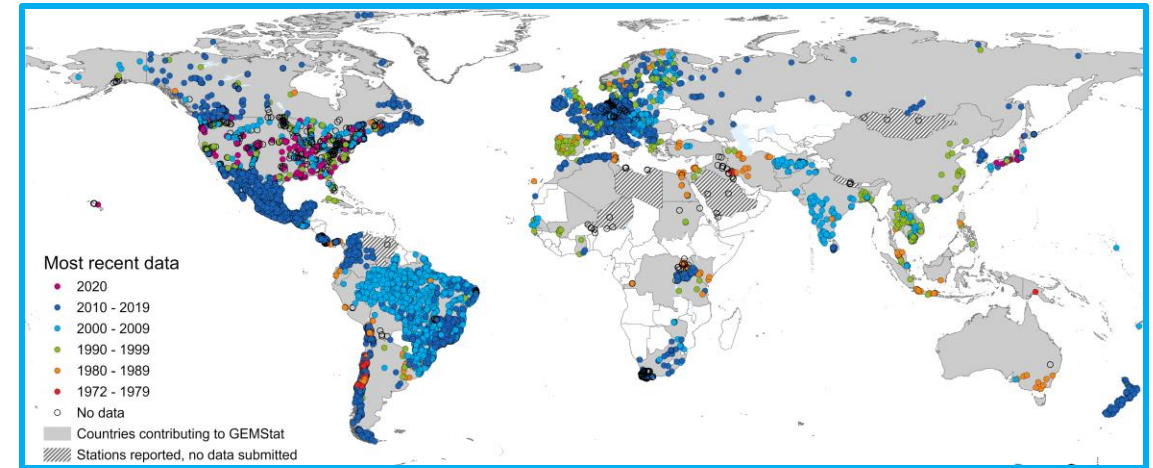 Most recent data
2020
2010 - 2019
2000 - 2009
1990 - 1999
1980 - 1989
1972 - 1979
No data
Countries contributing to GEMStat
Stations reported, no data submitted